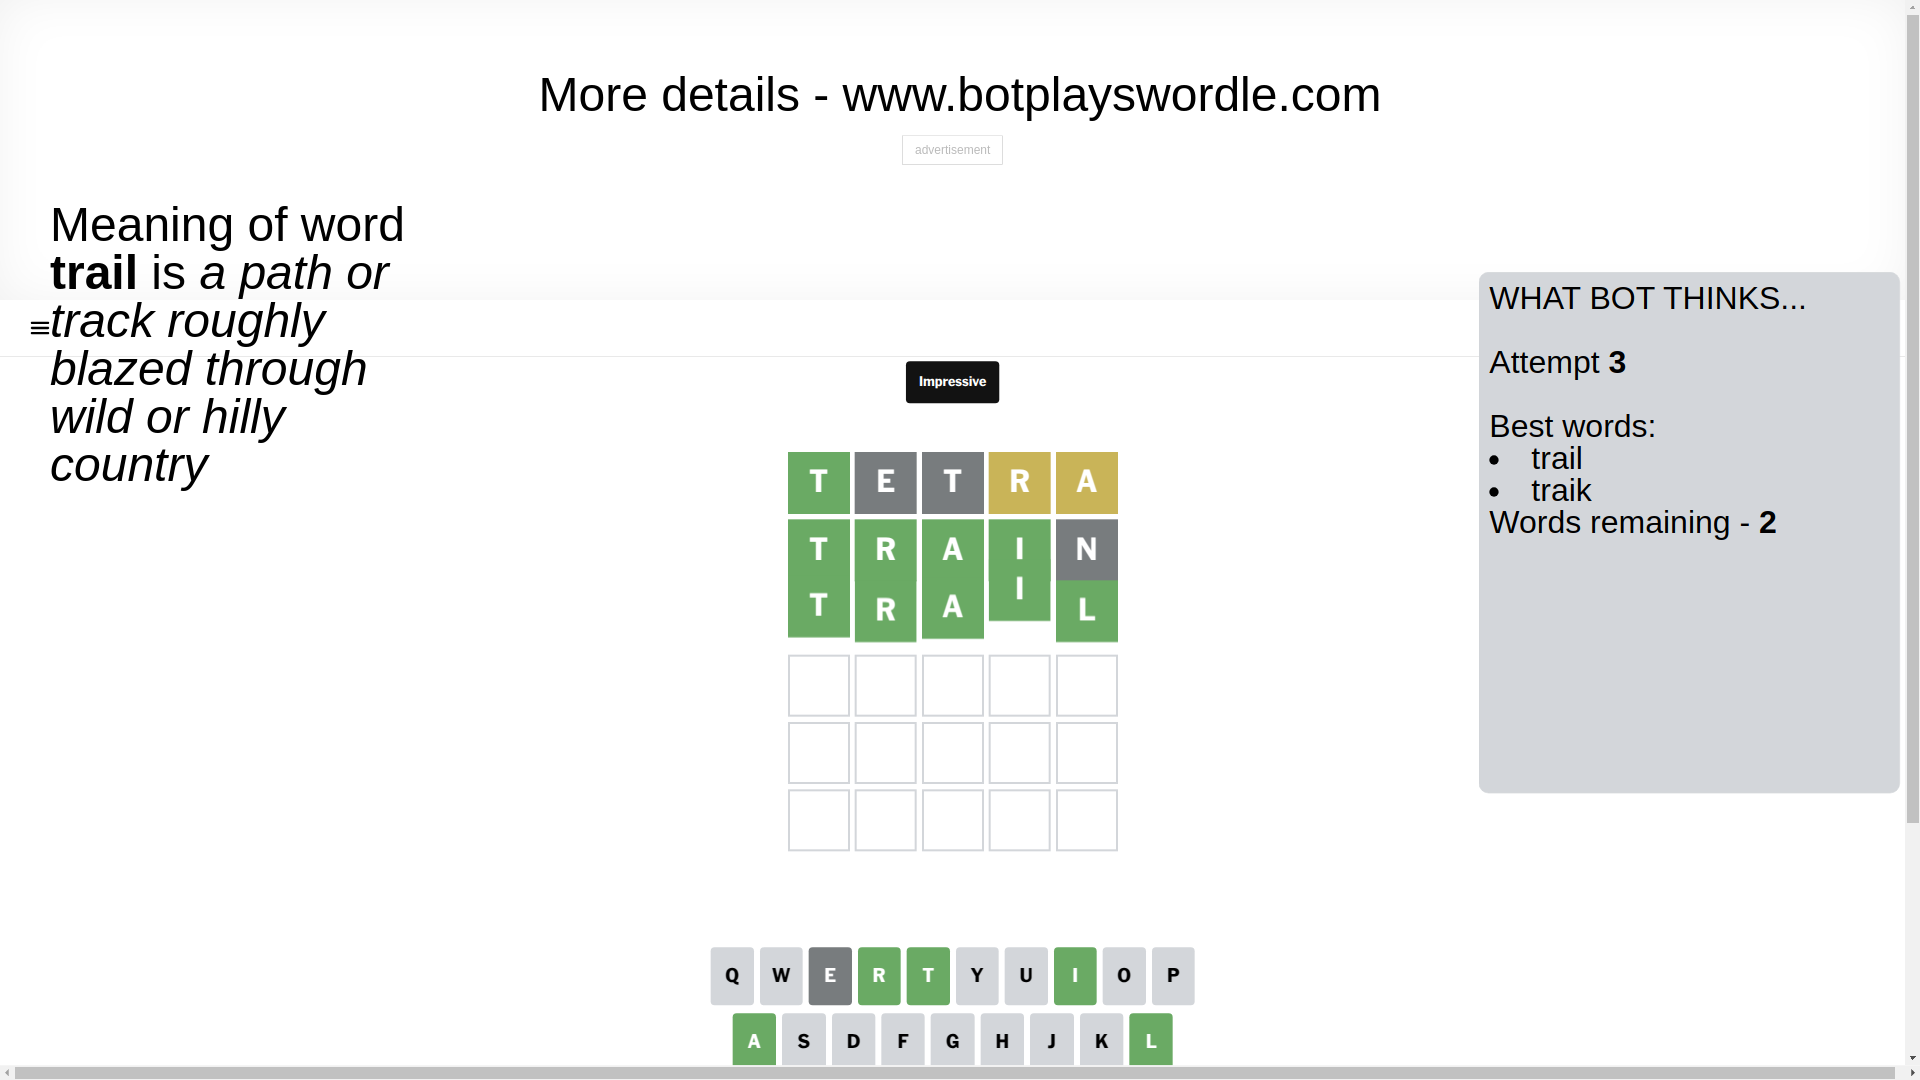 More details - www.botplayswordle.com
advertisement
Meaning of word
trail is a path or
track roughly
blazed through
wild or hilly
country
WHAT BOT THINKS...
Attempt 3
Best words:
• trail
• traik
Words remaining - 2
Impressive
T E T R A
T R A I N
T R A I L
Q W E R T Y U I O P
A S D F G H J K L